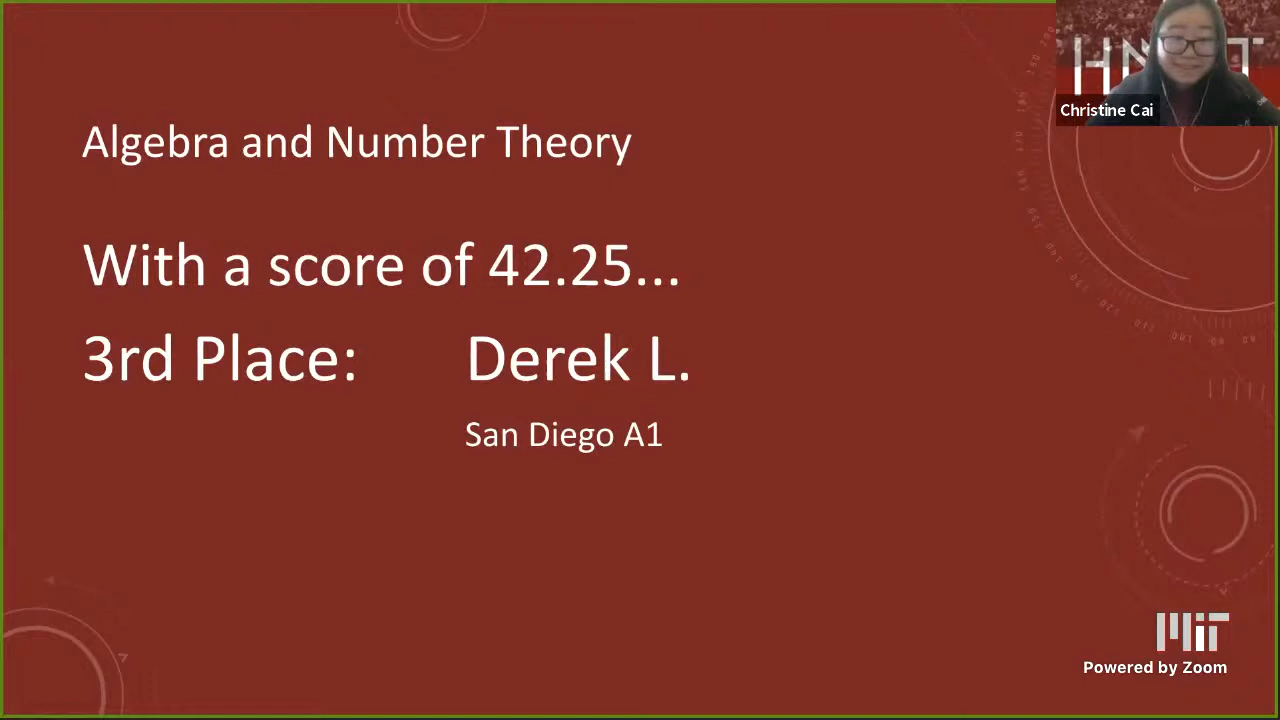 Algebra and Number Theory
With a score of 42.25...
3rd Place: Derek L.
San Diego A1
Christine Cai
MIT
Powered by Zoom